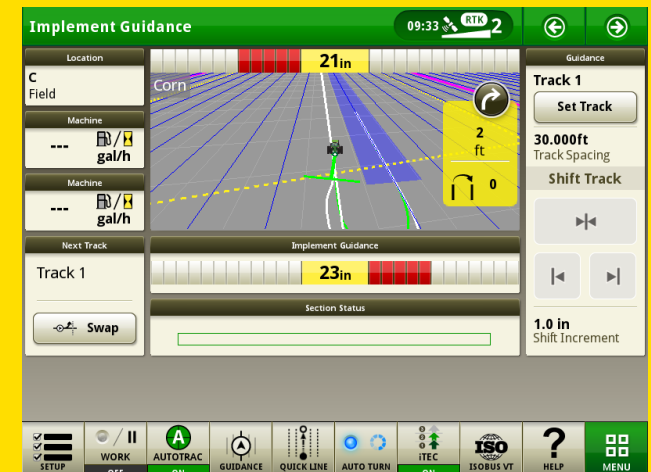 Implement Guidance
09:33
RTK
2
Location
C
Field
Machine
---
/
gal/h
Machine
---
/
gal/h
Next Track
Track 1
Swap
21in
Corn
2
ft
0
Implement Guidance
23in
Section Status
Guidance
Track 1
Set Track
30.000ft
Track Spacing
Shift Track
1.0 in
Shift Increment
SETUP
WORK
OFF
A
AUTOTRAC
ON
GUIDANCE
QUICK LINE
AUTO TURN
iTEC
ON
ISO
ISOBUS VT
?
HELP
MENU